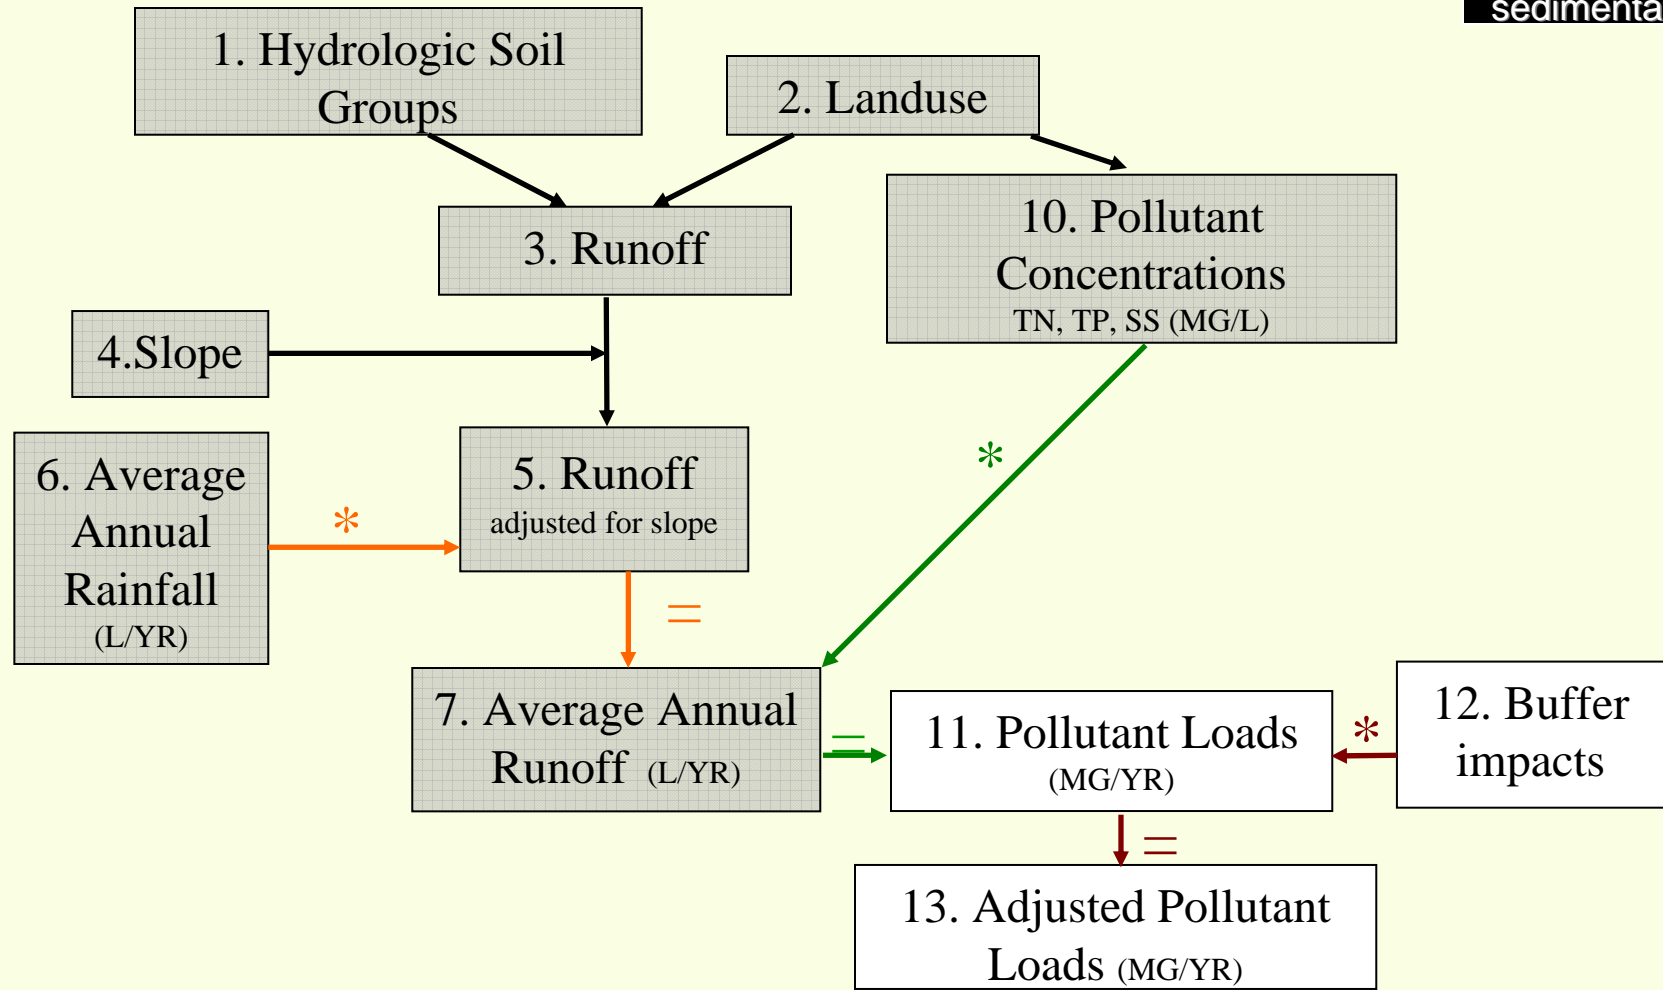 sedimenta
1. Hydrologic Soil
Groups
2. Landuse
3. Runoff
10. Pollutant
Concentrations
TN, TP, SS (MG/L)
4.Slope
6. Average
Annual
Rainfall
(L/YR)
*
5. Runoff
adjusted for slope
*
=
7. Average Annual
Runoff (L/YR)
=
11. Pollutant Loads
(MG/YR)
*
12. Buffer
impacts
=
13. Adjusted Pollutant
Loads (MG/YR)